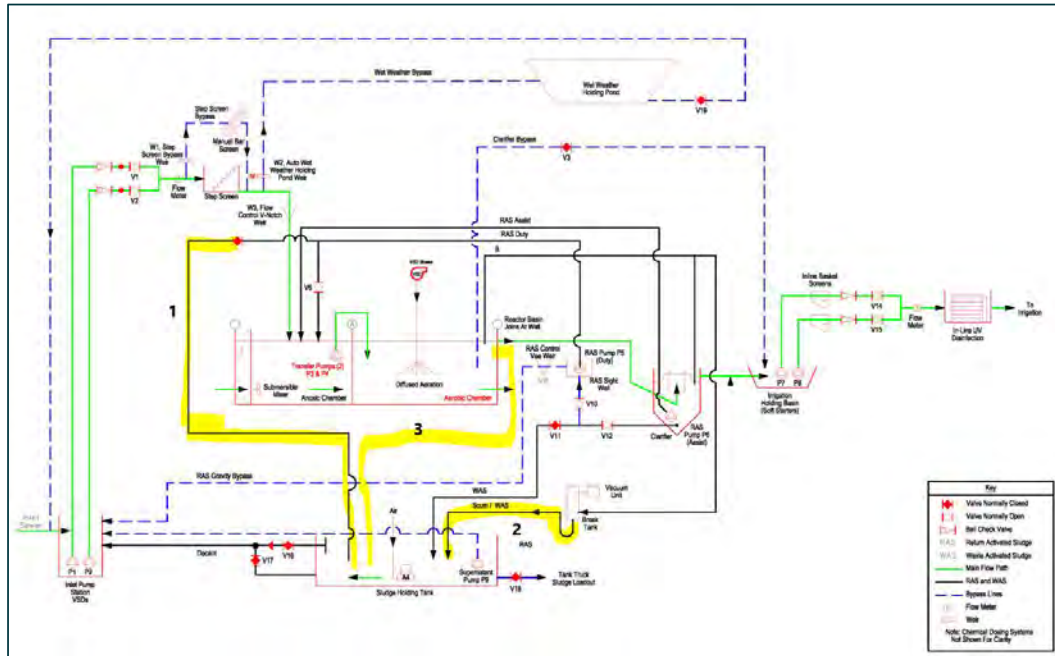 Wet Weather Bypass
Wet Weather
Holding Pond
V19
Step Screen
Bypass
Manual Bar
Screen
W1, Step
Screen Bypass
Weir
V1
V2
Flow
Meter
Step Screen
W2, Auto Wet
Weather Holding
Pond Weir
W3, Flow
Control V-Notch
Weir
Clarifier Bypass
V3
RAS Assist
RAS Duty
1
Reactor Basin
Joins At Wall
Transfer Pumps (2)
P3 & P4
Submersible
Mixer
Anoxic Chamber
Diffused Aeration
Aerobic Chamber
3
RAS Control
Vee Weir
RAS Pump P5
(Duty)
RAS Sight
Well
V10
V11
V12
Clarifier
RAS
Pump P6
(Assist)
Inline Basket
Screens
V14
V15
P7
P8
Irrigation
Holding Basin
(Soft Starters)
Flow
Meter
In-Line UV
Disinfection
To
Irrigation
RAS Gravity Bypass
WAS
Scum / WAS
2
RAS
Vacuum
Unit
Break
Tank
Air
Decant
V16
V17
P1
P2
Inlet Pump
Station
VSDs
Supernatant
Pump P9
Sludge Holding Tank
V18
Tank Truck
Sludge Loadout
Key
Valve Normally Closed
Valve Normally Open
Ball Check Valve
RAS
Return Activated Sludge
WAS
Waste Activated Sludge
Main Flow Path
RAS and WAS
Bypass Lines
Flow Meter
Weir
Note: Chemical Dosing Systems
Not Shown For Clarity